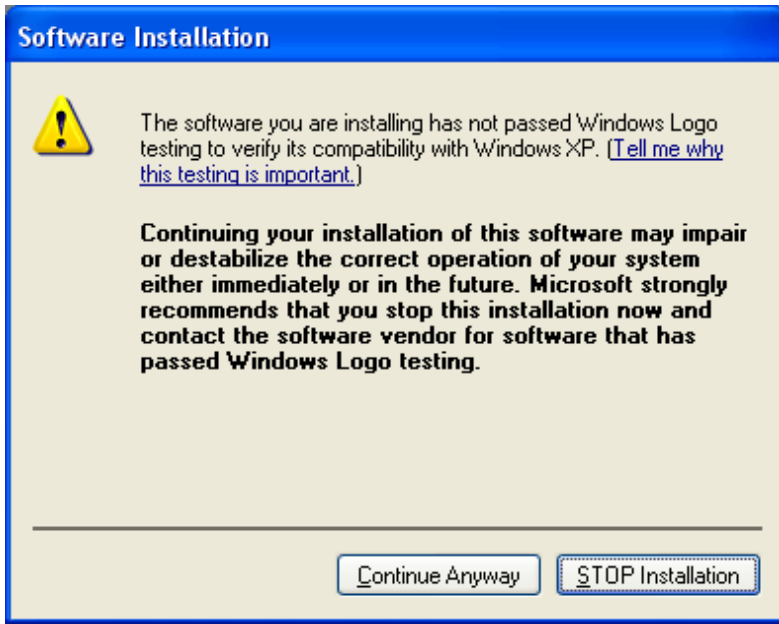 Software Installation
The software you are installing has not passed Windows Logo
testing to verify its compatibility with Windows XP. (Tell me why
this testing is important.)
Continuing your installation of this software may impair
or destabilize the correct operation of your system
either immediately or in the future. Microsoft strongly
recommends that you stop this installation now and
contact the software vendor for software that has
passed Windows Logo testing.
Continue Anyway
STOP Installation